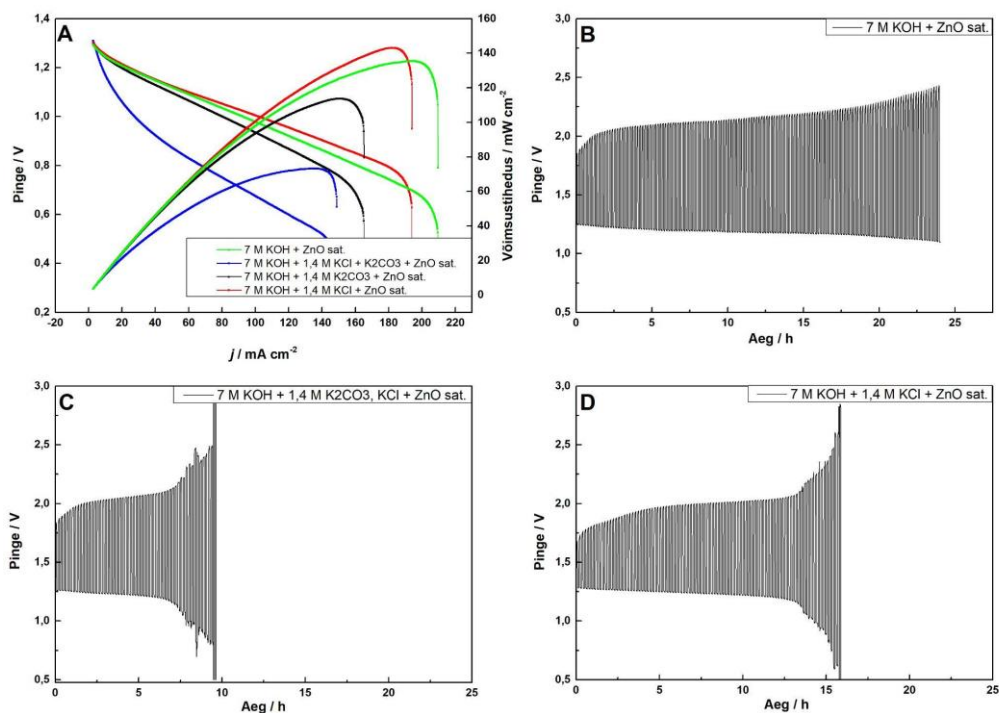 A
Pinge / V
1,4
1,2
1,0
0,8
0,6
0,4
0,2
160
140
120
100
80
60
40
20
0
Võimsustihedus / mW cm-2
7 M KOH + ZnO sat.
7 M KOH + 1,4 M KCl + K2CO3 + ZnO sat.
7 M KOH + 1,4 M K2CO3 + ZnO sat.
7 M KOH + 1,4 M KCl + ZnO sat.
-20 0 20 40 60 80 100 120 140 160 180 200 220
j / mA cm-2
B
7 M KOH + ZnO sat.
Pinge / V
3,0
2,5
2,0
1,5
1,0
0,5
0 5 10 15 20 25
Aeg / h
C
7 M KOH + 1,4 M K2CO3, KCl + ZnO sat.
Pinge / V
3,0
2,5
2,0
1,5
1,0
0,5
0 5 10 15 20 25
Aeg / h
D
7 M KOH + 1,4 M KCl + ZnO sat.
Pinge / V
3,0
2,5
2,0
1,5
1,0
0,5
0 5 10 15 20 25
Aeg / h